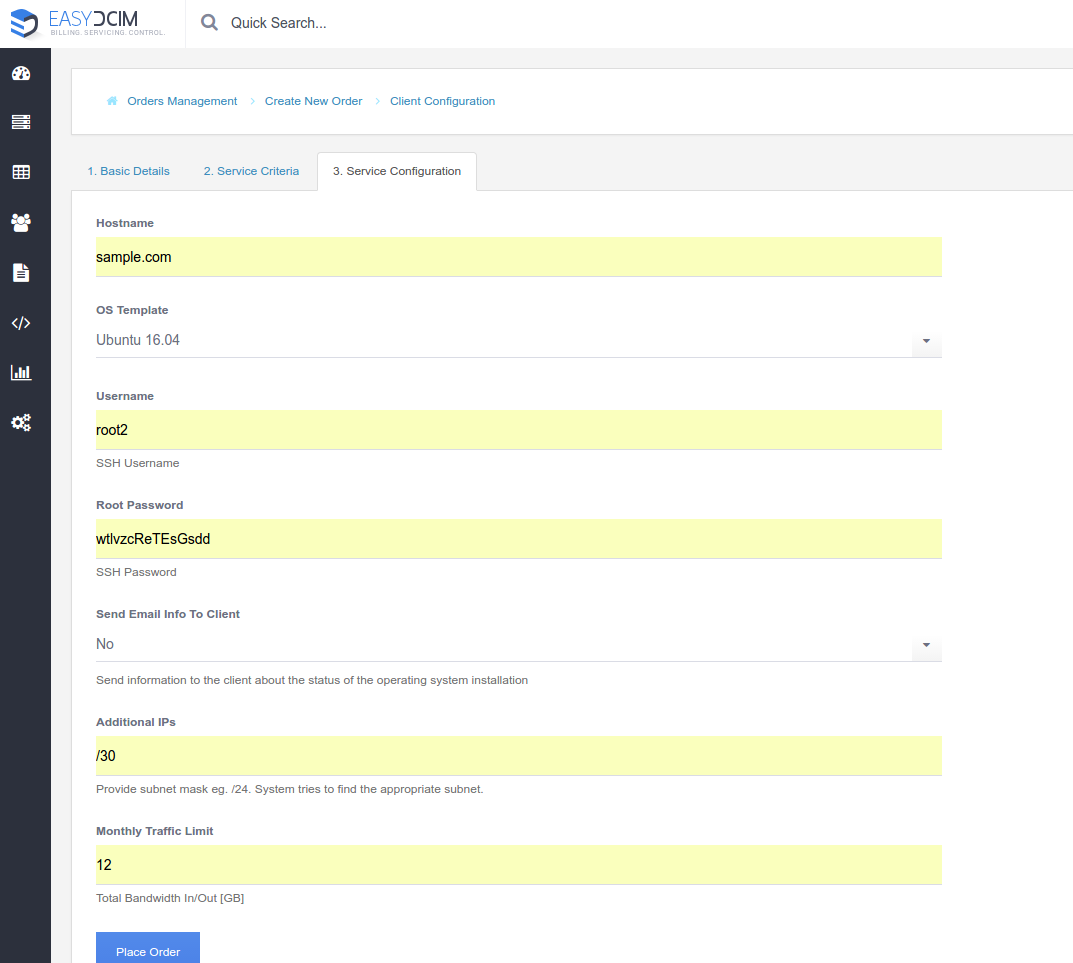 EASYDCIM
BILLING. SERVICING. CONTROL.
Quick Search...
Orders Management
Create New Order
Client Configuration
1. Basic Details
2. Service Criteria
3. Service Configuration
Hostname
sample.com
OS Template
Ubuntu 16.04
Username
root2
SSH Username
Root Password
wtlvzcReTEsGsdd
SSH Password
Send Email Info To Client
No
Send information to the client about the status of the operating system installation
Additional IPs
/30
Provide subnet mask eg. /24. System tries to find the appropriate subnet.
Monthly Traffic Limit
12
Total Bandwidth In/Out [GB]
Place Order